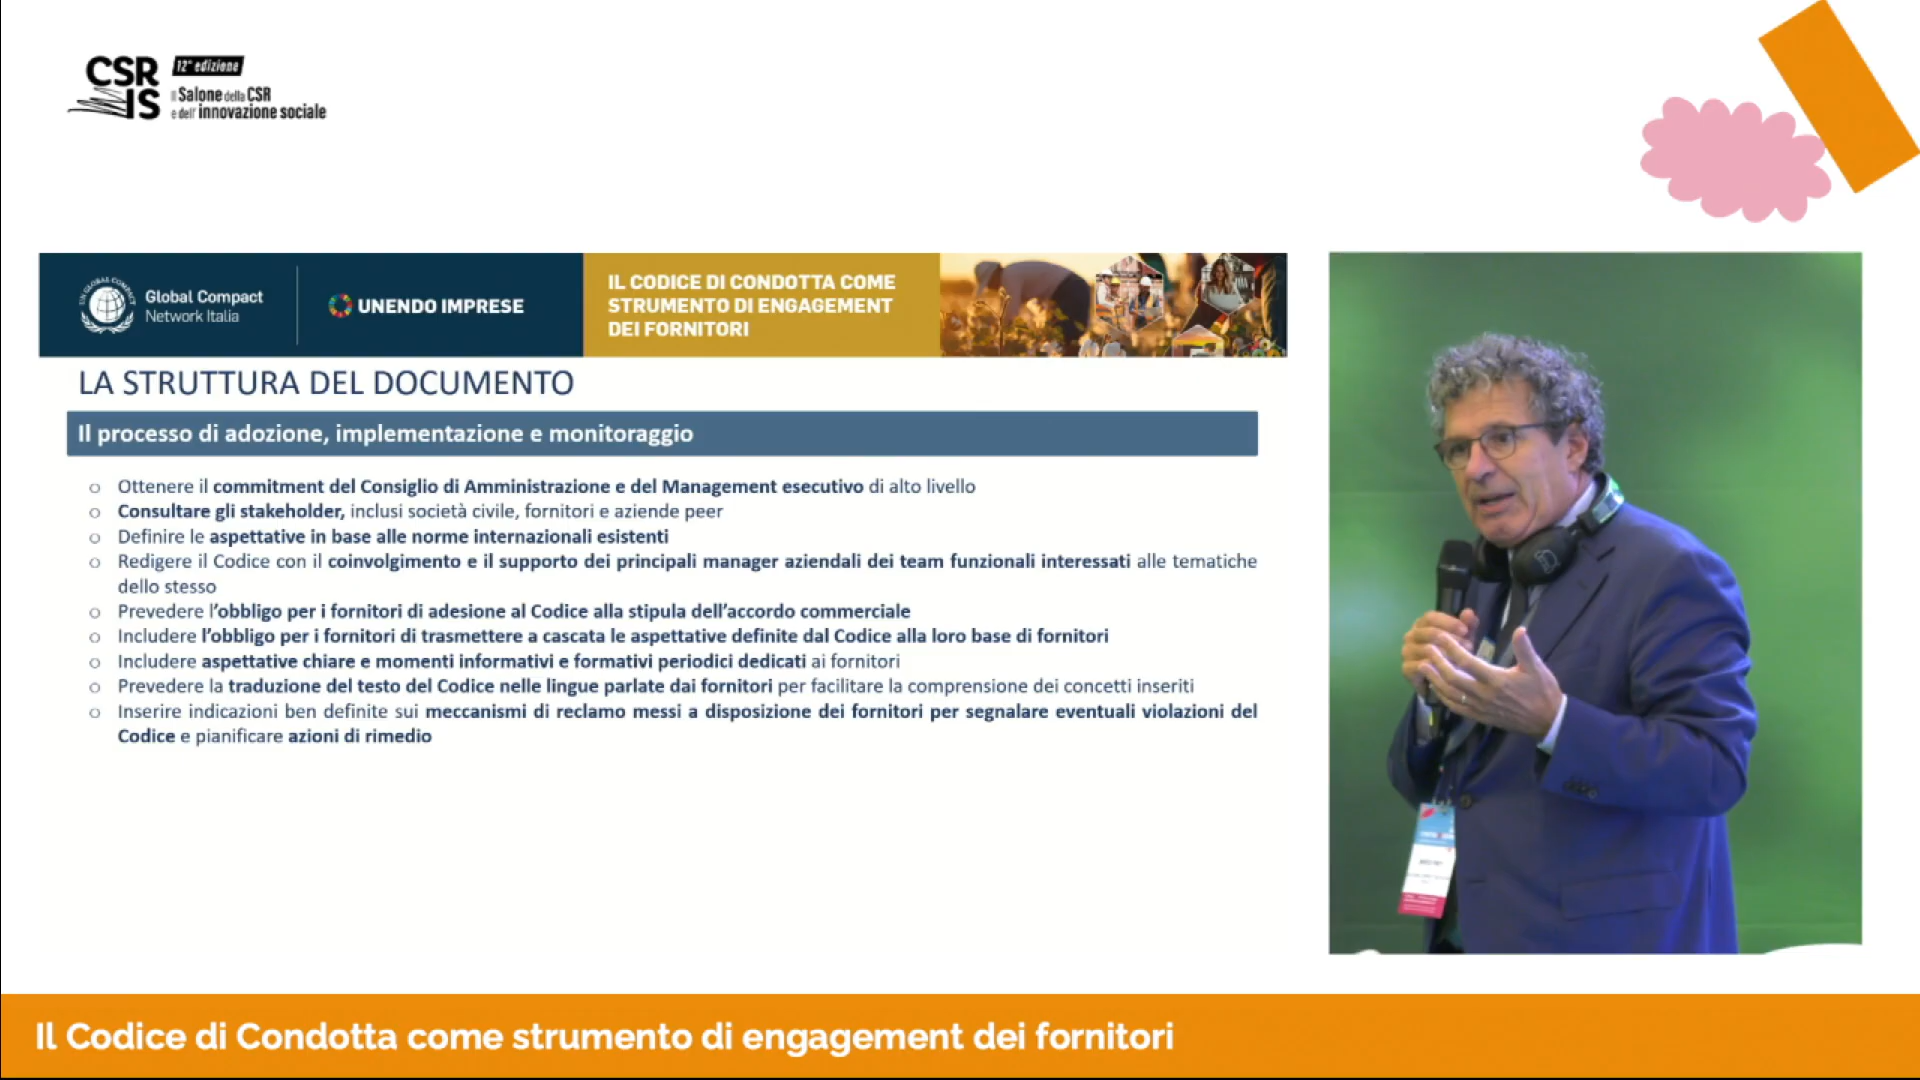 CSR
IS
12° edizione
il Salone della CSR
e dell'innovazione sociale
UN GLOBAL COMPACT
Global Compact
Network Italia
UNENDO IMPRESE
IL CODICE DI CONDOTTA COME
STRUMENTO DI ENGAGEMENT
DEI FORNITORI
LA STRUTTURA DEL DOCUMENTO
Il processo di adozione, implementazione e monitoraggio
o Ottenere il commitment del Consiglio di Amministrazione e del Management esecutivo di alto livello
o Consultare gli stakeholder, inclusi società civile, fornitori e aziende peer
o Definire le aspettative in base alle norme internazionali esistenti
o Redigere il Codice con il coinvolgimento e il supporto dei principali manager aziendali dei team funzionali interessati alle tematiche
dello stesso
o Prevedere l'obbligo per i fornitori di adesione al Codice alla stipula dell'accordo commerciale
o Includere l'obbligo per i fornitori di trasmettere a cascata le aspettative definite dal Codice alla loro base di fornitori
o Includere aspettative chiare e momenti informativi e formativi periodici dedicati ai fornitori
o Prevedere la traduzione del testo del Codice nelle lingue parlate dai fornitori per facilitare la comprensione dei concetti inseriti
o Inserire indicazioni ben definite sui meccanismi di reclamo messi a disposizione dei fornitori per segnalare eventuali violazioni del
Codice e pianificare azioni di rimedio
Il Codice di Condotta come strumento di engagement dei fornitori